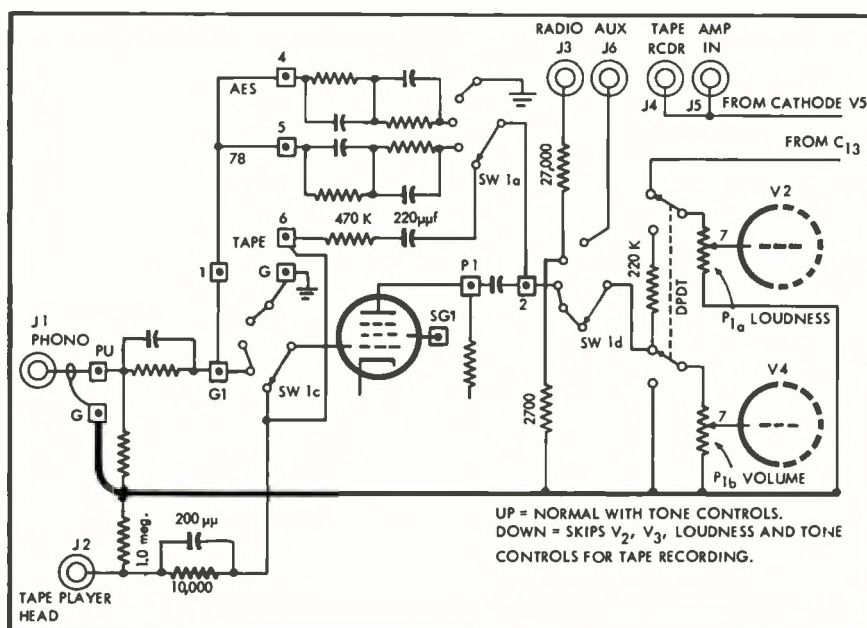 RADIO J3
AUX J6
TAPE RCDR
AMP IN
J4
J5
FROM CATHODE V5
FROM C13
4
AES
5
78
SW 1a
6
470 K
220μμf
TAPE
27,000
G
1
P 1
2
SG1
220 K
DPDT
V2
7
P1a LOUDNESS
J1
PHONO
PU
G1
SW 1c
SW 1d
G
2700
V4
7
P1b VOLUME
1.0 meg.
200 μμ
J2
10,000
TAPE PLAYER
HEAD
UP = NORMAL WITH TONE CONTROLS.
DOWN = SKIPS V2, V3, LOUDNESS AND TONE
CONTROLS FOR TAPE RECORDING.